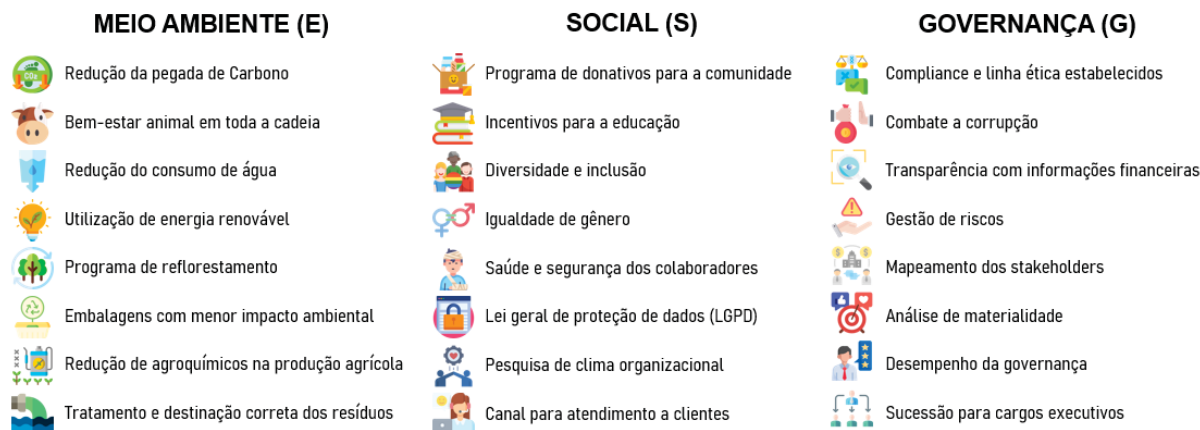 MEIO AMBIENTE (E)
Redução da pegada de Carbono
Bem-estar animal em toda a cadeia
Redução do consumo de água
Utilização de energia renovável
Programa de reflorestamento
Embalagens com menor impacto ambiental
Redução de agroquímicos na produção agrícola
Tratamento e destinação correta dos resíduos
SOCIAL (S)
Programa de donativos para a comunidade
Incentivos para a educação
Diversidade e inclusão
Igualdade de gênero
Saúde e segurança dos colaboradores
Lei geral de proteção de dados (LGPD)
Pesquisa de clima organizacional
Canal para atendimento a clientes
GOVERNANÇA (G)
Compliance e linha ética estabelecidos
Combate a corrupção
Transparência com informações financeiras
Gestão de riscos
Mapeamento dos stakeholders
Análise de materialidade
Desempenho da governança
Sucessão para cargos executivos